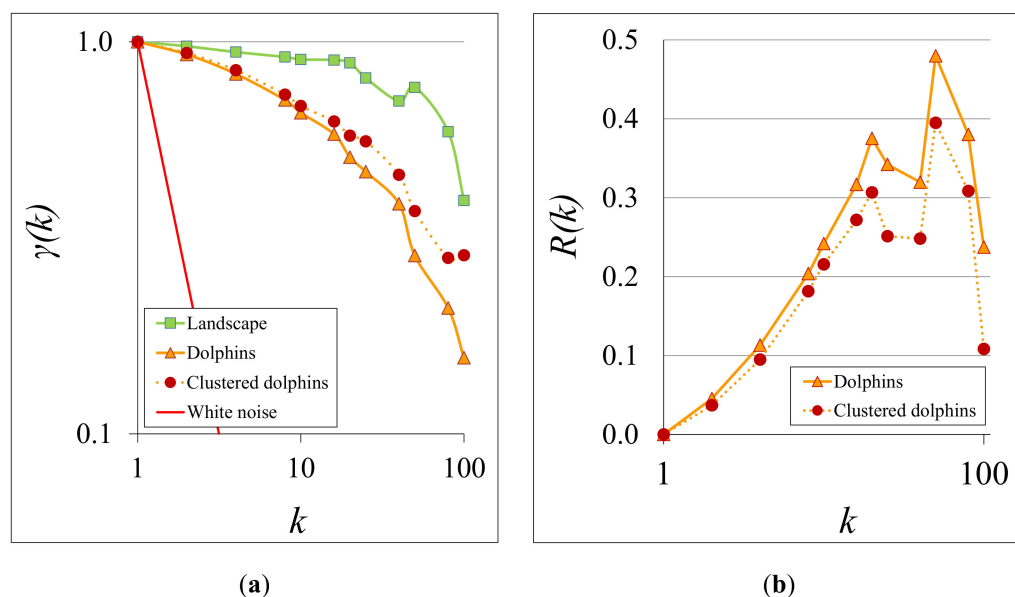 1.0
0.1
γ(k)
1
10
100
k
Landscape
Dolphins
Clustered dolphins
White noise
(a)
0.5
0.4
0.3
0.2
0.1
0.0
R(k)
1
100
k
Dolphins
Clustered dolphins
(b)